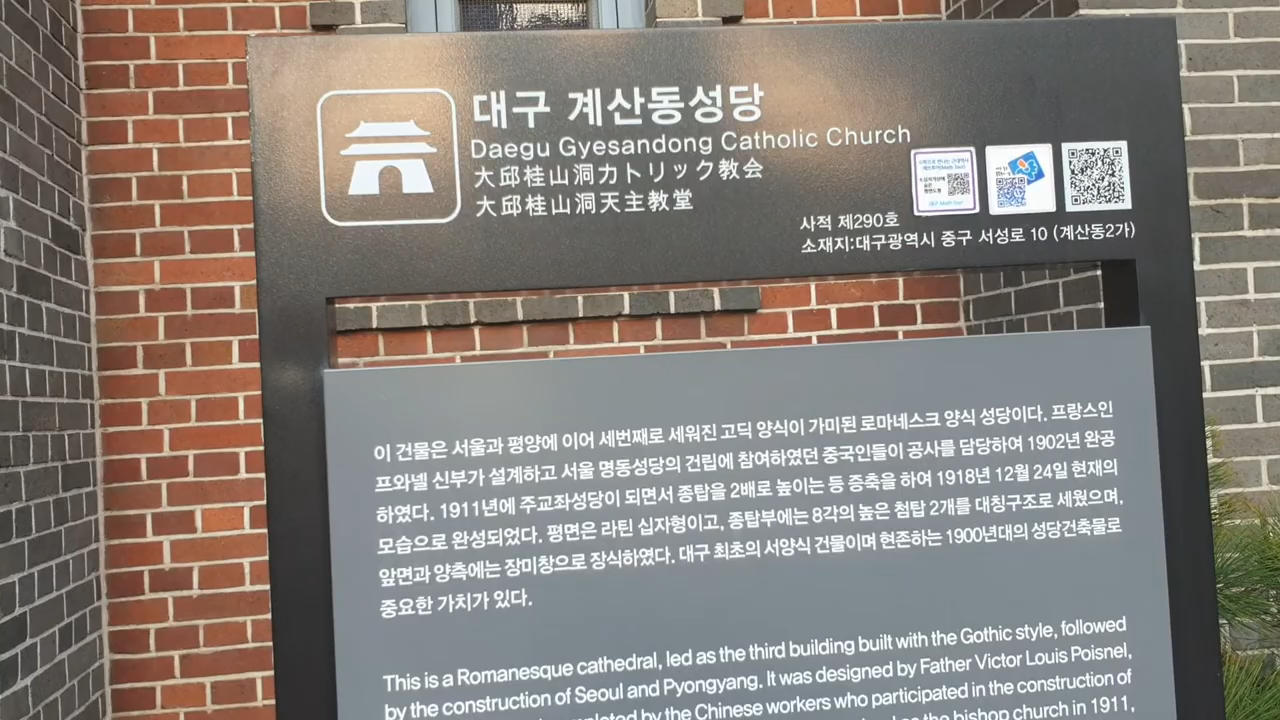 대구 계산동성당
Daegu Gyesandong Catholic Church
大邱桂山洞カトリック教会
大邱桂山洞天主教堂
사적 제290호
소재지:대구광역시 중구 서성로 10 (계산동2가)
이 건물은 서울과 평양에 이어 세번째로 세워진 고딕 양식이 가미된 로마네스크 양식 성당이다. 프랑스인
프와넬 신부가 설계하고 서울 명동성당의 건립에 참여하였던 중국인들이 공사를 담당하여 1902년 완공
하였다. 1911년에 주교좌성당이 되면서 종탑을 2배로 높이는 등 증축을 하여 1918년 12월 24일 현재의
모습으로 완성되었다. 평면은 라틴 십자형이고, 종탑부에는 8각의 높은 첨탑 2개를 대칭구조로 세웠으며,
앞면과 양측에는 장미창으로 장식하였다. 대구 최초의 서양식 건물이며 현존하는 1900년대의 성당건축물로
중요한 가치가 있다.
This is a Romanesque cathedral, led as the third building built with the Gothic style, followed
by the construction of Seoul and Pyongyang. It was designed by Father Victor Louis Poisnel,
by the Chinese workers who participated in the construction of
the bishop church in 1911,